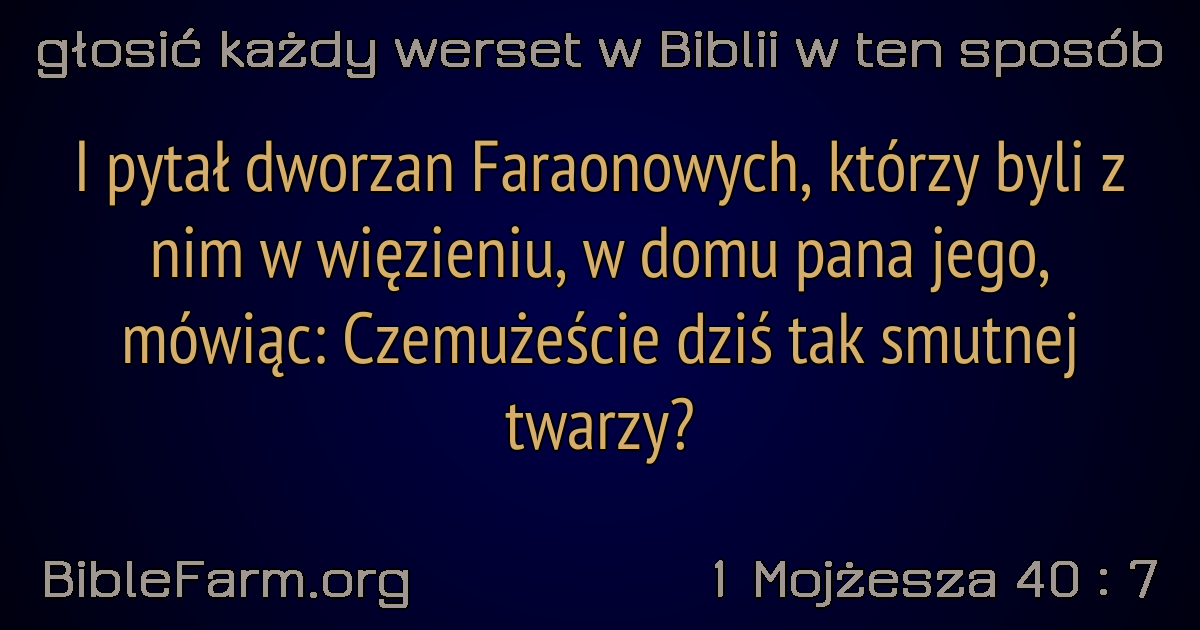 głosić każdy werset w Biblii w ten sposób
I pytał dworzan Faraonowych, którzy byli z
nim w więzieniu, w domu pana jego,
mówiąc: Czemużeście dziś tak smutnej
twarzy?
BibleFarm.org
1 Mojżesza 40 : 7